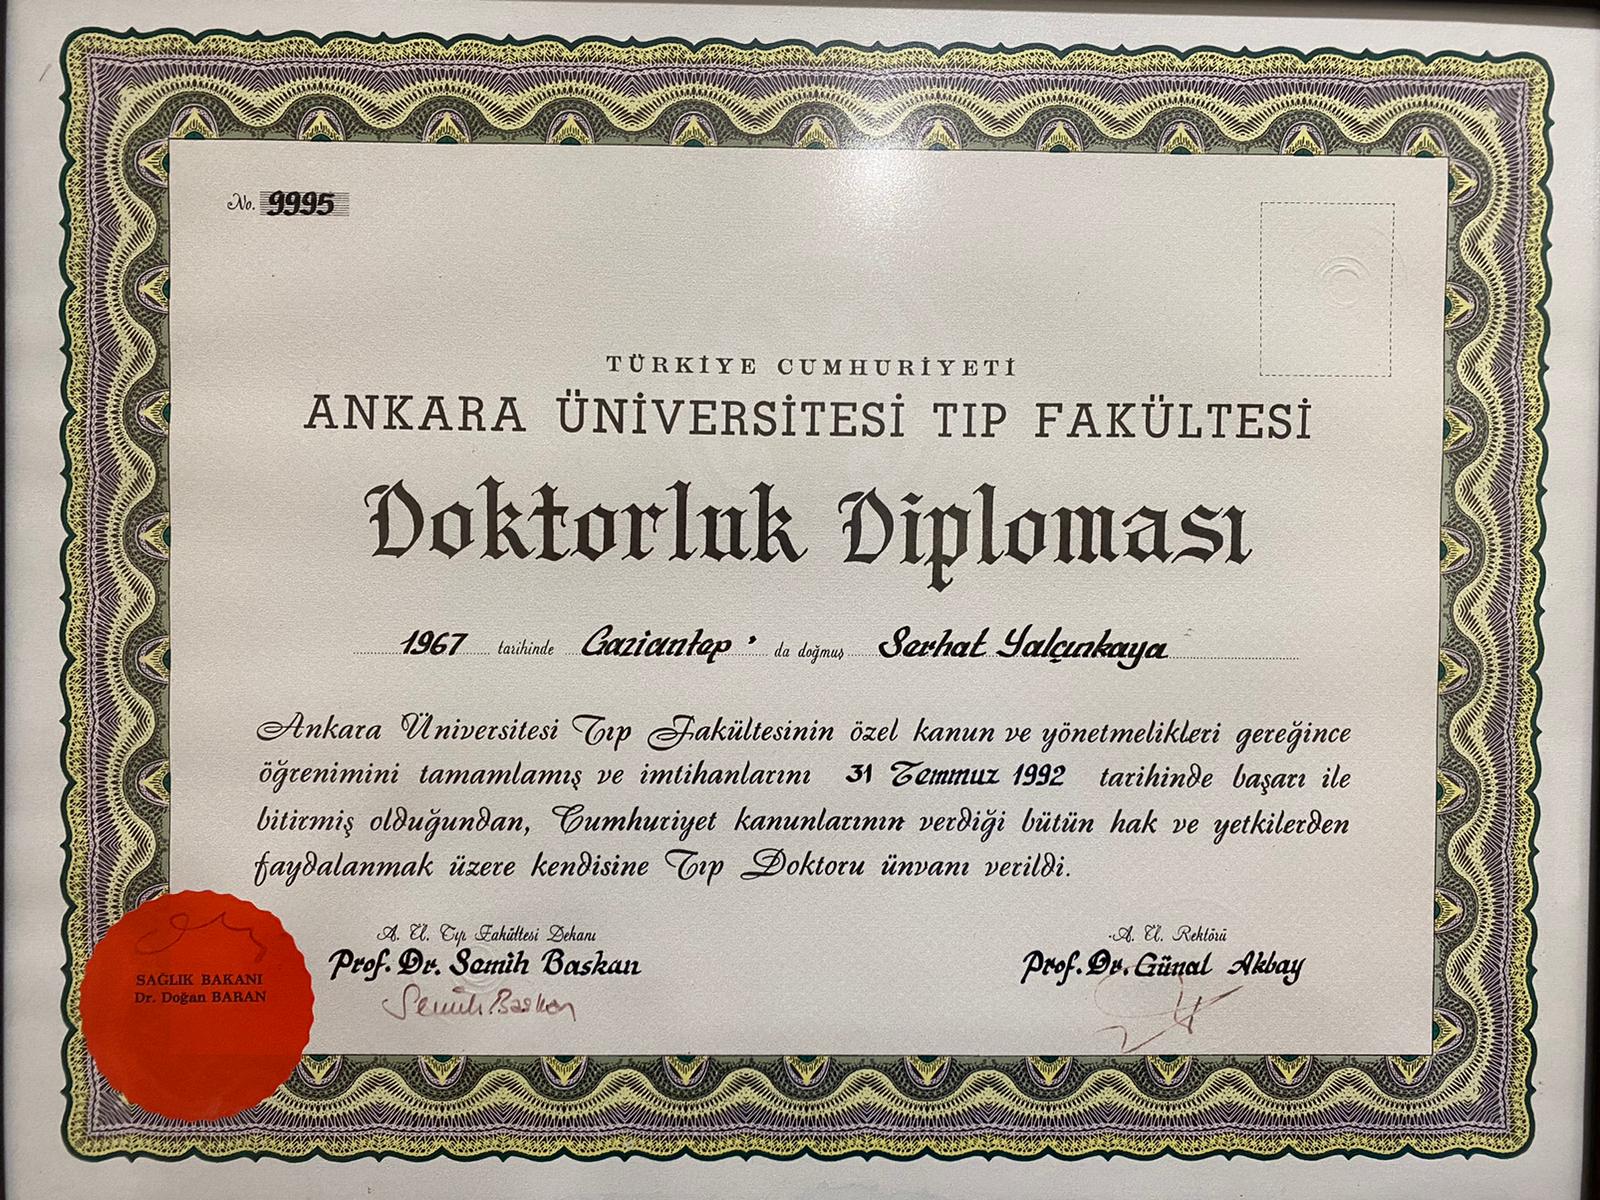 No. 9995
TÜRKİYE CUMHURİYETİ
ANKARA ÜNİVERSİTESİ TIP FAKÜLTESİ
Doktorluk Diploması
1967 tarihinde Gaziantep ' da doğmuş Serhat Yalçınkaya
Ankara Üniversitesi Tıp Fakültesinin özel kanun ve yönetmelikleri gereğince
öğrenimini tamamlamış ve imtihanlarını 31 Temmuz 1992 tarihinde başarı ile
bitirmiş olduğundan, Cumhuriyet kanunlarının verdiği bütün hak ve yetkilerden
faydalanmak üzere kendisine Tıp Doktoru ünvanı verildi.
A. Ü. Tıp Fakültesi Dekanı
Prof. Dr. Semih Baskan
Semih Baskan
A. Ü. Rektörü
Prof. Dr. Günal Akbay
SAĞLIK BAKANI
Dr. Doğan BARAN